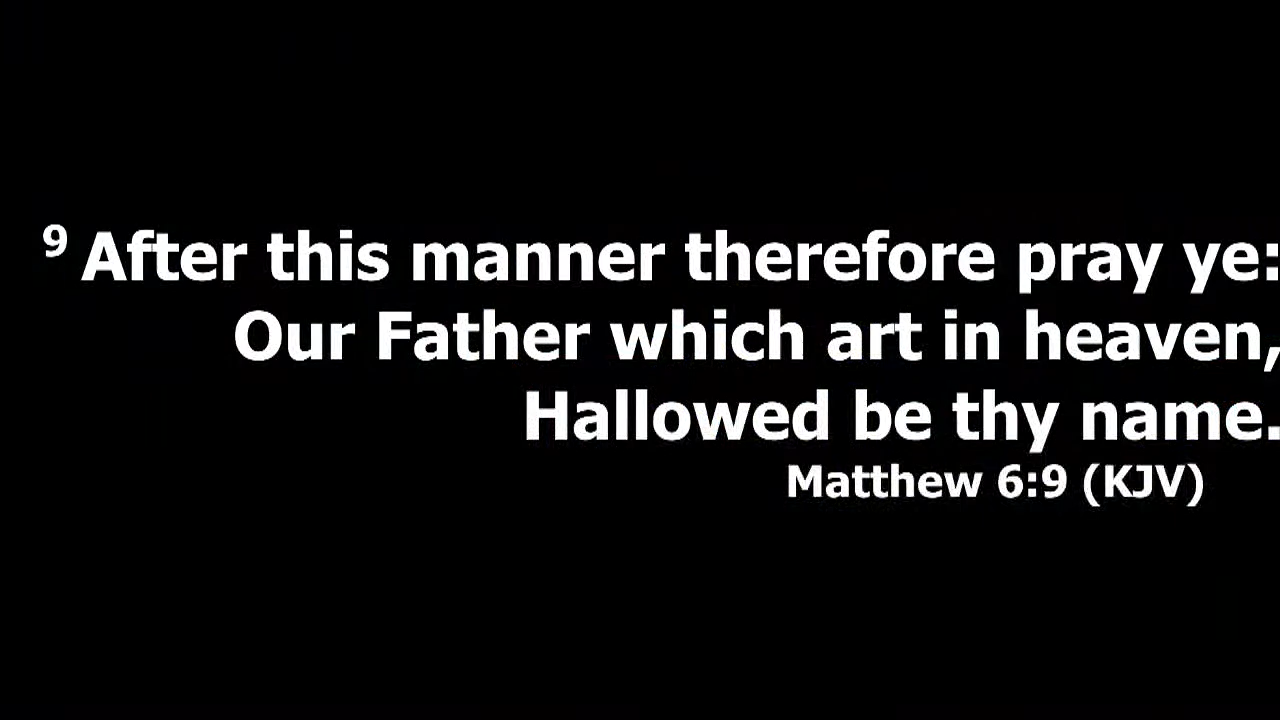 9 After this manner therefore pray ye:
Our Father which art in heaven,
Hallowed be thy name.
Matthew 6:9 (KJV)